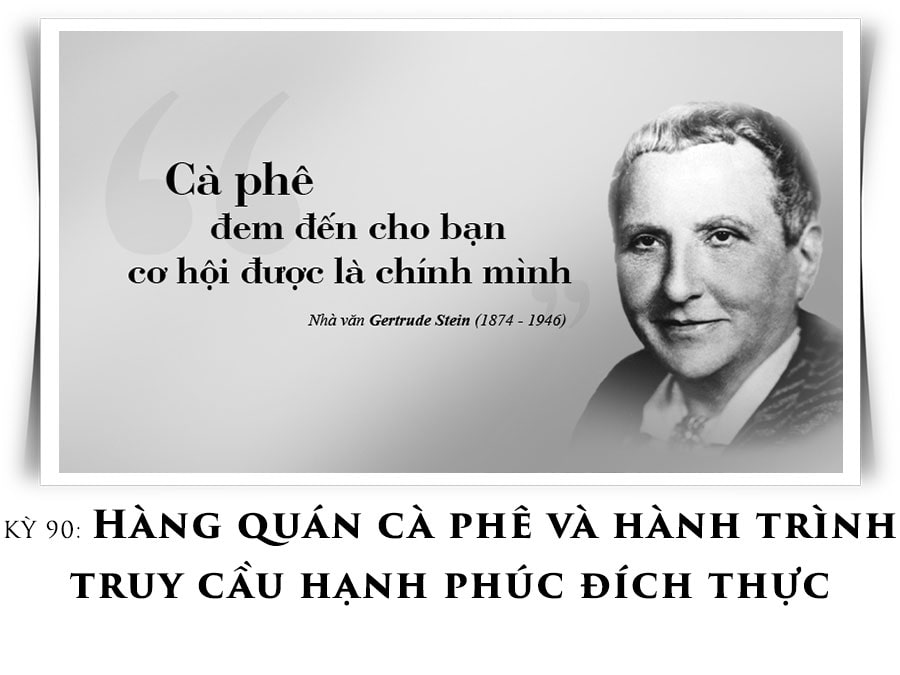 Cà phê
đem đến cho bạn
cơ hội được là chính mình
Nhà văn Gertrude Stein (1874 - 1946)
KỲ 90: HÀNG QUÁN CÀ PHÊ VÀ HÀNH TRÌNH
TRUY CẦU HẠNH PHÚC ĐÍCH THỰC